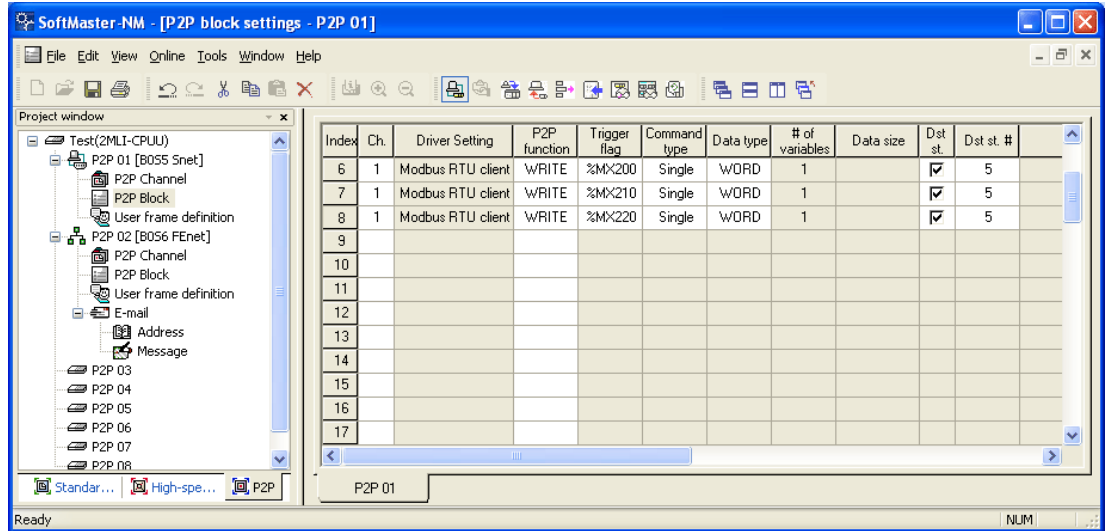 SoftMaster-NM - [P2P block settings - P2P 01]
File Edit View Online Tools Window Help
Project window
Test(2MLI-CPUU)
P2P 01 [B0S5 Snet]
P2P Channel
P2P Block
User frame definition
P2P 02 [B0S6 FEnet]
P2P Channel
P2P Block
User frame definition
E-mail
Address
Message
P2P 03
P2P 04
P2P 05
P2P 06
P2P 07
P2P 08
Standar... High-spe... P2P
Index Ch. Driver Setting P2P function Trigger flag Command type Data type # of variables Data size Dst st. Dst st. #
6 1 Modbus RTU client WRITE %MX200 Single WORD 1 5
7 1 Modbus RTU client WRITE %MX210 Single WORD 1 5
8 1 Modbus RTU client WRITE %MX220 Single WORD 1 5
9
10
11
12
13
14
15
16
17
P2P 01
Ready NUM